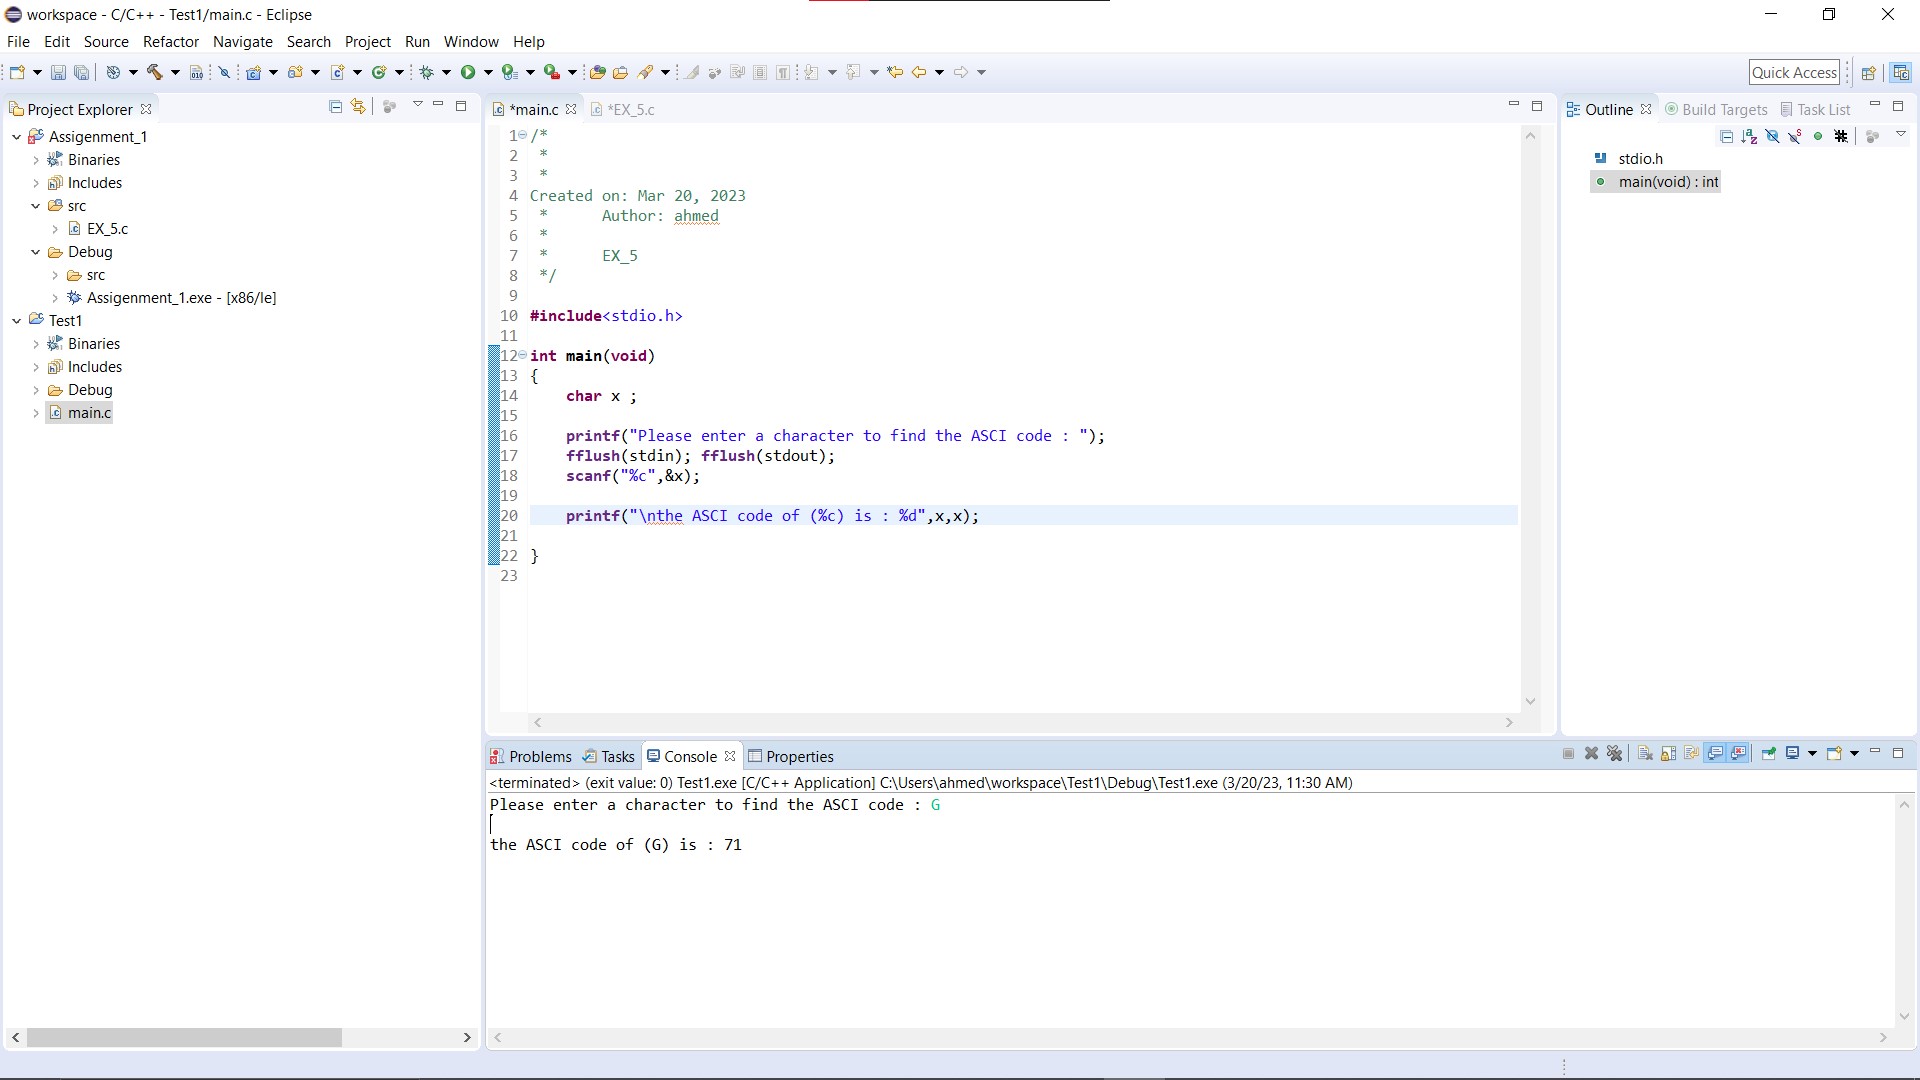 workspace - C/C++ - Test1/main.c - Eclipse
File Edit Source Refactor Navigate Search Project Run Window Help
Quick Access
Project Explorer
Assigenment_1
Binaries
Includes
src
EX_5.c
Debug
src
Assigenment_1.exe - [x86/le]
Test1
Binaries
Includes
Debug
main.c
*main.c *EX_5.c
1 /*
2 *
3 *
4 Created on: Mar 20, 2023
5 * Author: ahmed
6 *
7 * EX_5
8 */
9
10 #include<stdio.h>
11
12 int main(void)
13 {
14 char x ;
15
16 printf("Please enter a character to find the ASCI code : ");
17 fflush(stdin); fflush(stdout);
18 scanf("%c",&x);
19
20 printf("\nthe ASCI code of (%c) is : %d",x,x);
21
22 }
23
Outline Build Targets Task List
stdio.h
main(void) : int
Problems Tasks Console Properties
<terminated> (exit value: 0) Test1.exe [C/C++ Application] C:\Users\ahmed\workspace\Test1\Debug\Test1.exe (3/20/23, 11:30 AM)
Please enter a character to find the ASCI code : G
the ASCI code of (G) is : 71